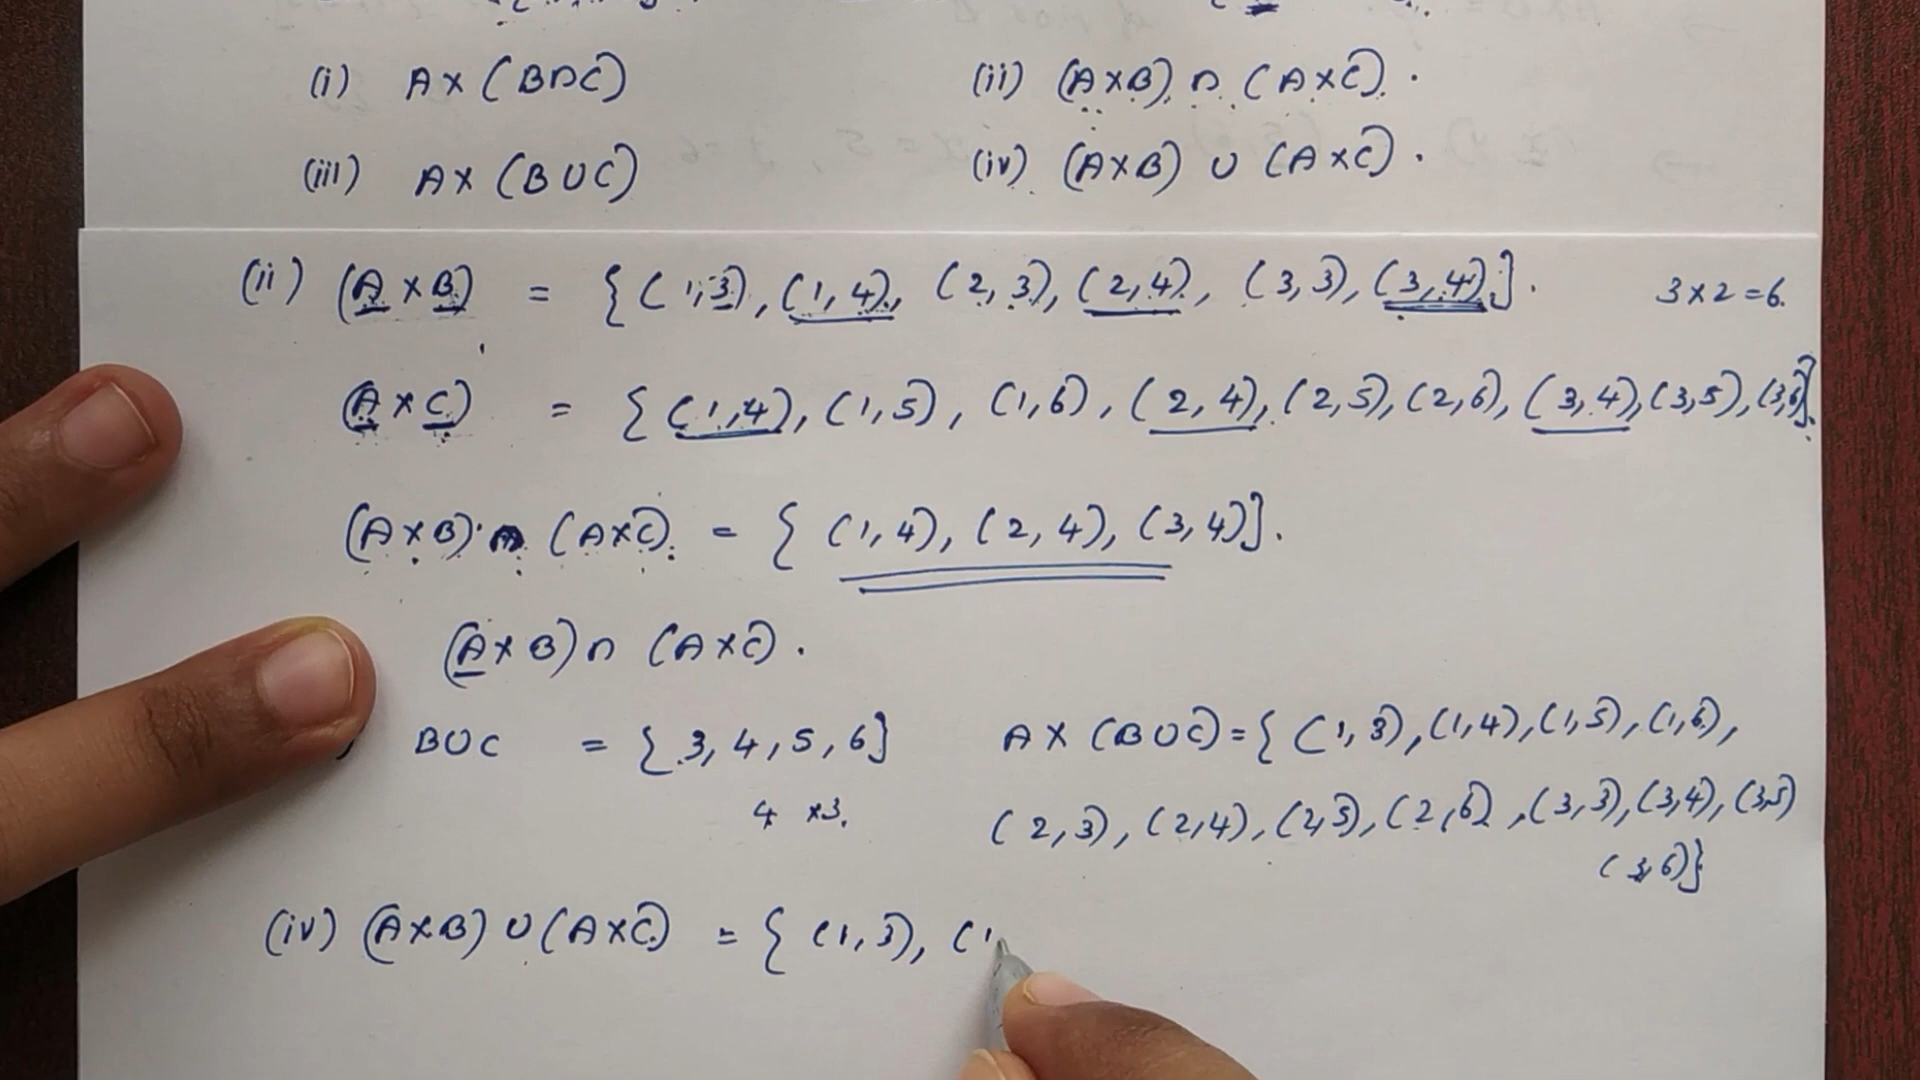 (i) A × (B ∩ C) (ii) (A × B) ∩ (A × C).
(iii) A × (B ∪ C) (iv) (A × B) ∪ (A × C).
(ii) (A × B) = {(1,3), (1,4), (2,3), (2,4), (3,3), (3,4)}. 3 × 2 = 6.
(A × C) = {(1,4), (1,5), (1,6), (2,4), (2,5), (2,6), (3,4), (3,5), (3,6)}.
(A × B) ∩ (A × C) = {(1,4), (2,4), (3,4)}.
(A × B) ∩ (A × C).
B ∪ C = {3, 4, 5, 6} A × (B ∪ C) = {(1,3), (1,4), (1,5), (1,6),
4 × 3. (2,3), (2,4), (2,5), (2,6), (3,3), (3,4), (3,5)
(3,6)}
(iv) (A × B) ∪ (A × C) = {(1,3), (1,